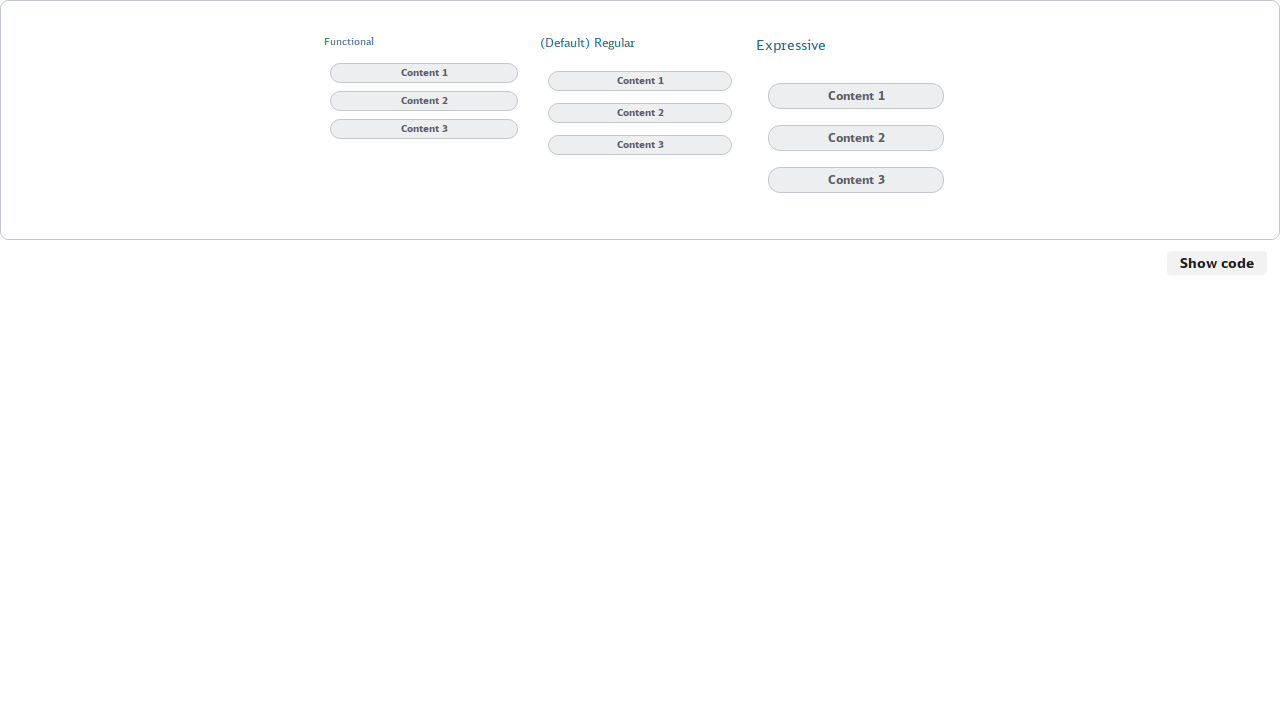 Functional
Content 1
Content 2
Content 3
(Default) Regular
Content 1
Content 2
Content 3
Expressive
Content 1
Content 2
Content 3
Show code